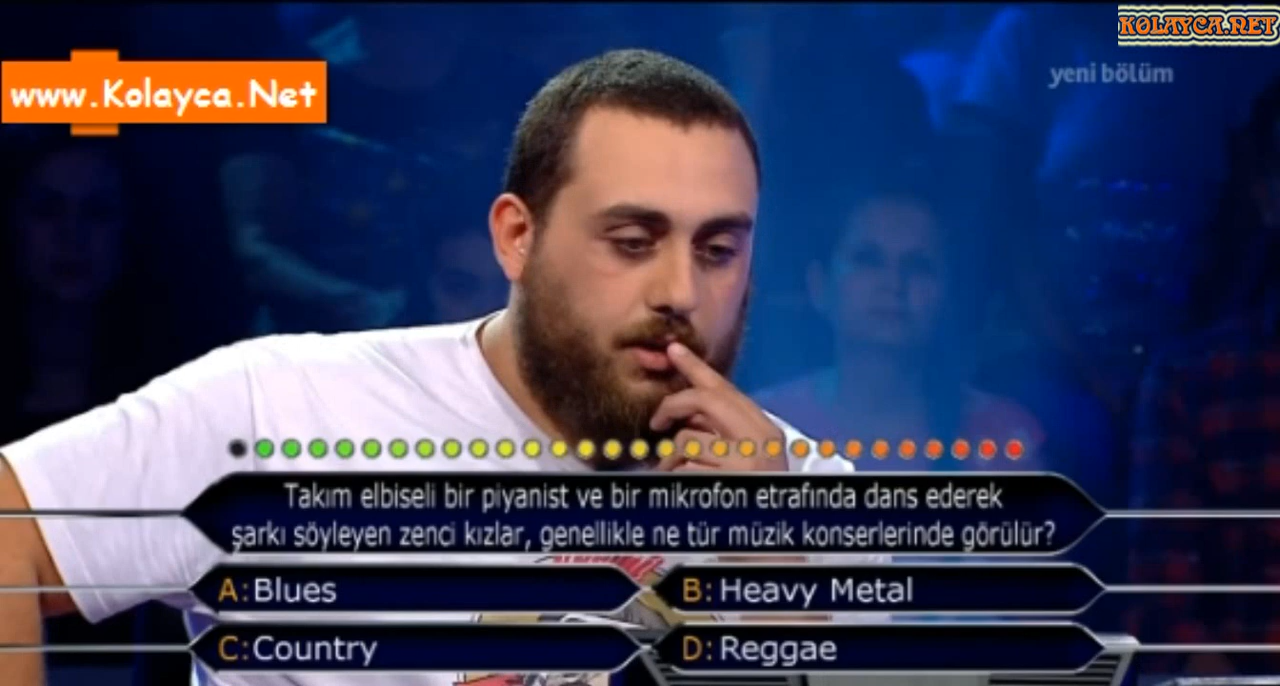 KOLAYCA.NET
www.Kolayca.Net
yeni bölüm
Takım elbiseli bir piyanist ve bir mikrofon etrafında dans ederek
şarkı söyleyen zenci kızlar, genellikle ne tür müzik konserlerinde görülür?
A: Blues
B: Heavy Metal
C: Country
D: Reggae